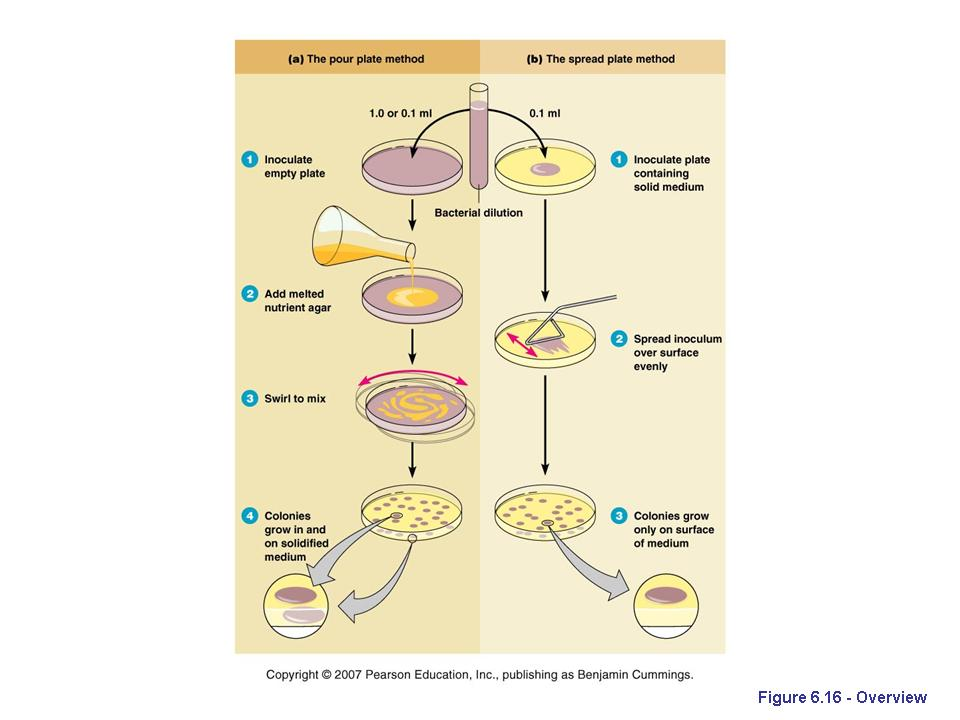 (a) The pour plate method
(b) The spread plate method
1.0 or 0.1 ml
0.1 ml
1 Inoculate
empty plate
1 Inoculate plate
containing
solid medium
Bacterial dilution
2 Add melted
nutrient agar
2 Spread inoculum
over surface
evenly
3 Swirl to mix
4 Colonies
grow in and
on solidified
medium
3 Colonies grow
only on surface
of medium
Copyright © 2007 Pearson Education, Inc., publishing as Benjamin Cummings.
Figure 6.16 - Overview